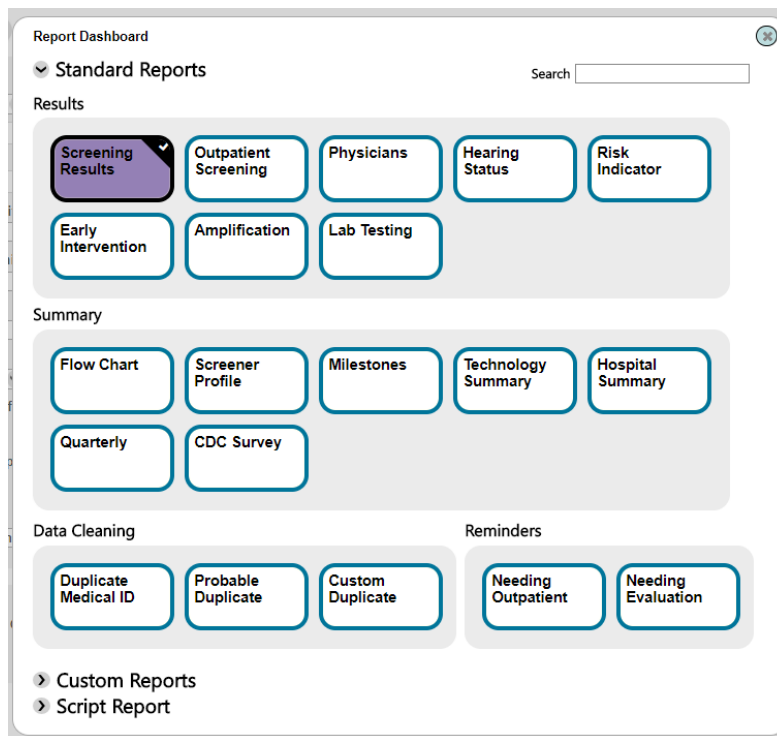 Report Dashboard
Standard Reports
Search
Results
Screening
Results
Outpatient
Screening
Physicians
Hearing
Status
Risk
Indicator
Early
Intervention
Amplification
Lab Testing
Summary
Flow Chart
Screener
Profile
Milestones
Technology
Summary
Hospital
Summary
Quarterly
CDC Survey
Data Cleaning
Duplicate
Medical ID
Probable
Duplicate
Custom
Duplicate
Reminders
Needing
Outpatient
Needing
Evaluation
Custom Reports
Script Report